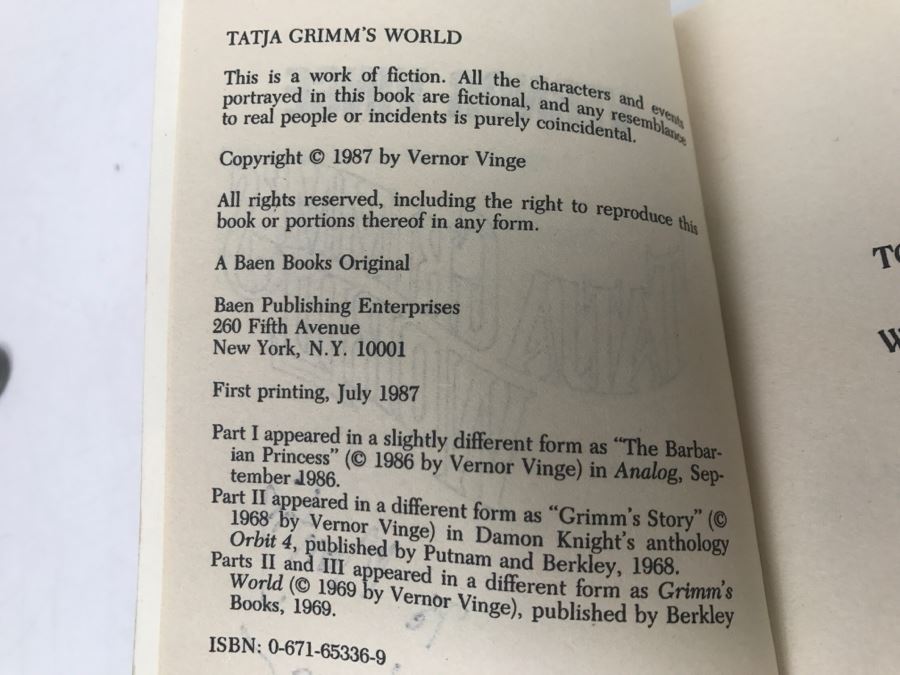 TATJA GRIMM'S WORLD
This is a work of fiction. All the characters and events
portrayed in this book are fictional, and any resemblance
to real people or incidents is purely coincidental.
Copyright © 1987 by Vernor Vinge
All rights reserved, including the right to reproduce this
book or portions thereof in any form.
A Baen Books Original
Baen Publishing Enterprises
260 Fifth Avenue
New York, N.Y. 10001
First printing, July 1987
Part I appeared in a slightly different form as “The Barbar-
ian Princess” (© 1986 by Vernor Vinge) in Analog, Sep-
tember 1986.
Part II appeared in a different form as “Grimm's Story” (©
1968 by Vernor Vinge) in Damon Knight's anthology
Orbit 4, published by Putnam and Berkley, 1968.
Parts II and III appeared in a different form as Grimm's
World (© 1969 by Vernor Vinge), published by Berkley
Books, 1969.
ISBN: 0-671-65336-9